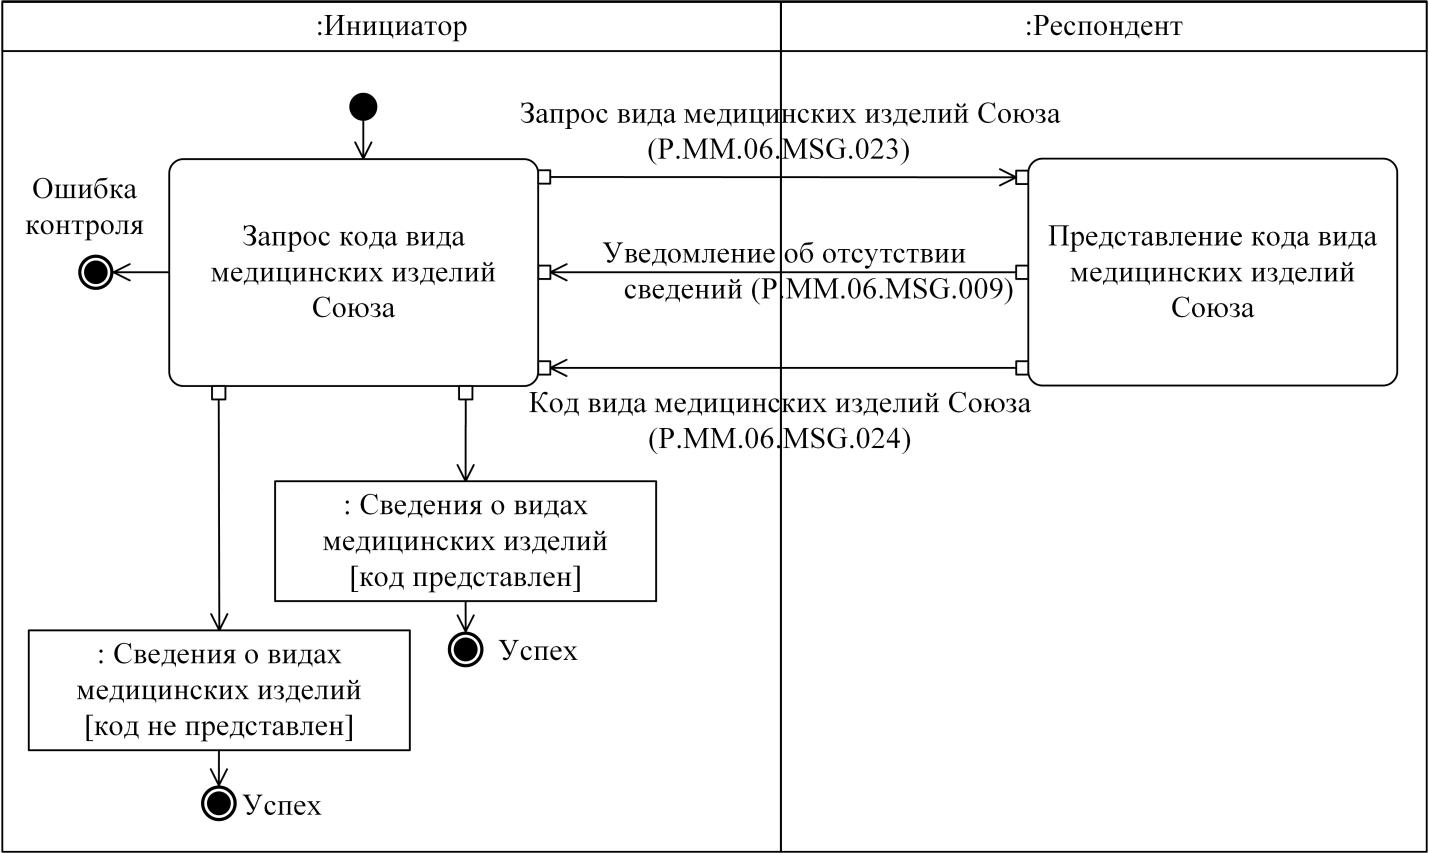 :Инициатор
:Респондент
Запрос вида медицинских изделий Союза
(P.MM.06.MSG.023)
Ошибка
контроля
Запрос кода вида
медицинских изделий
Союза
Уведомление об отсутствии
сведений (P.MM.06.MSG.009)
Представление кода вида
медицинских изделий
Союза
Код вида медицинских изделий Союза
(P.MM.06.MSG.024)
: Сведения о видах
медицинских изделий
[код представлен]
Успех
: Сведения о видах
медицинских изделий
[код не представлен]
Успех